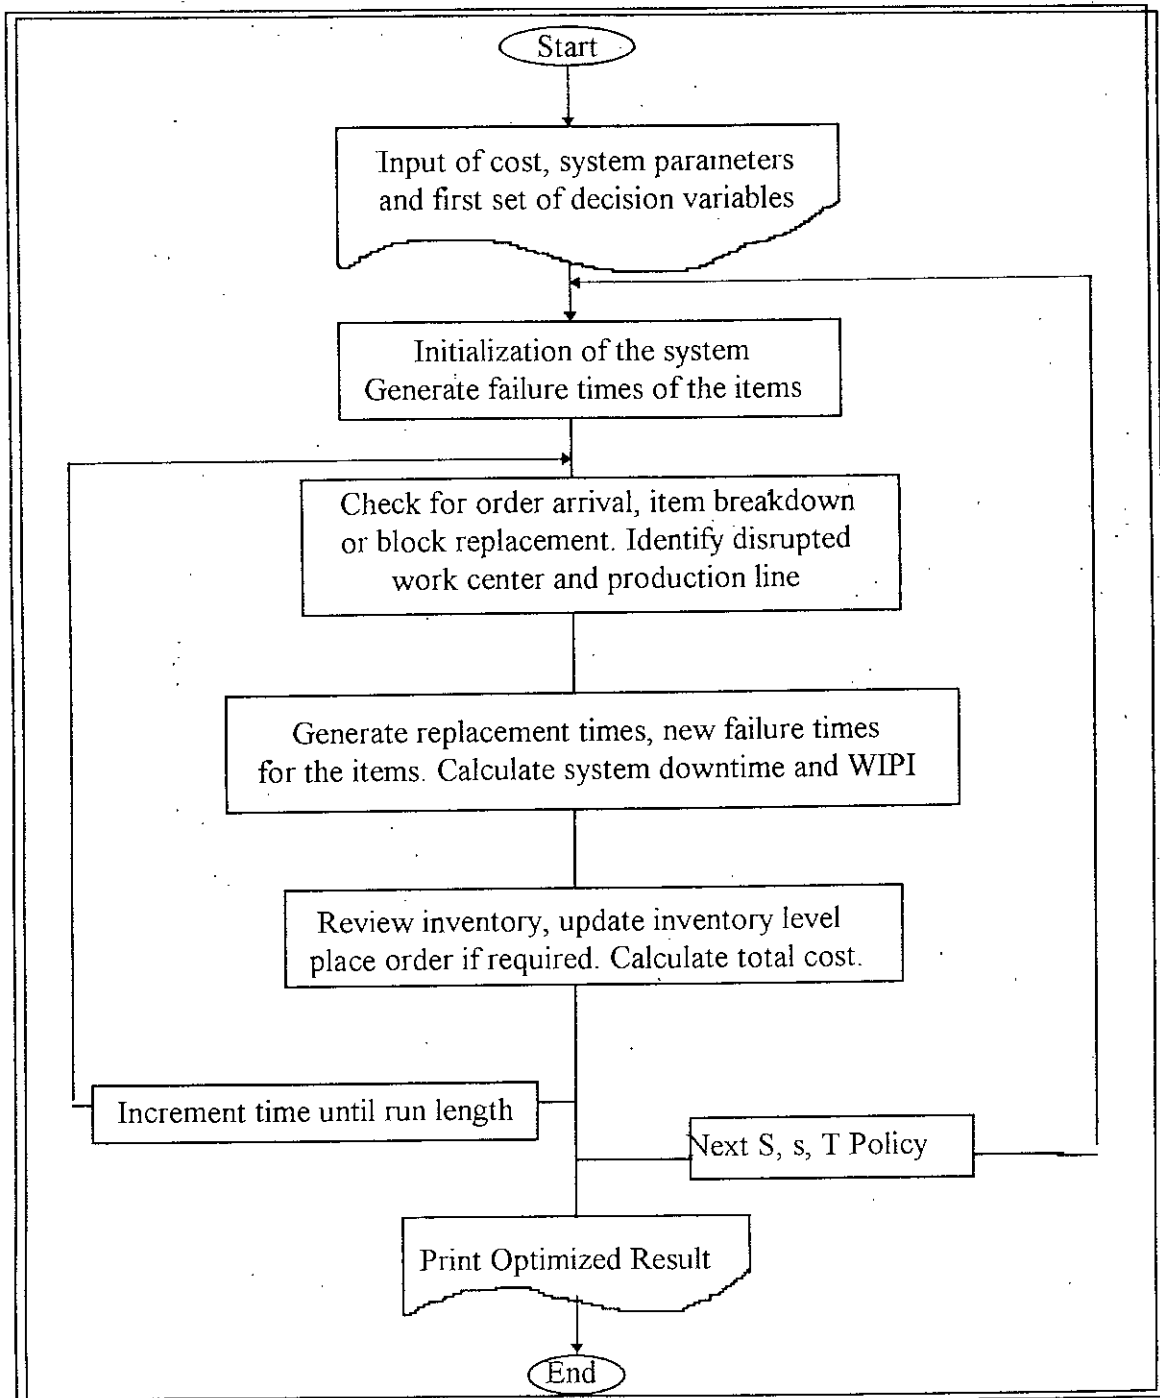 Start
Input of cost, system parameters
and first set of decision variables
Initialization of the system
Generate failure times of the items
Check for order arrival, item breakdown
or block replacement. Identify disrupted
work center and production line
Generate replacement times, new failure times
for the items. Calculate system downtime and WIPI
Review inventory, update inventory level
place order if required. Calculate total cost.
Increment time until run length
Next S, s, T Policy
Print Optimized Result
End